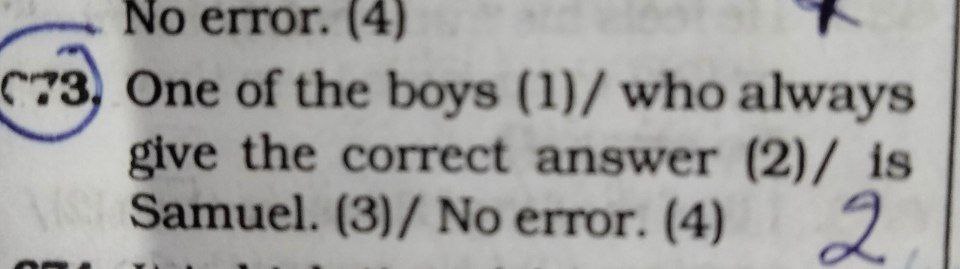 No error. (4)
73. One of the boys (1)/ who always
give the correct answer (2)/ is
Samuel. (3)/ No error. (4)
2